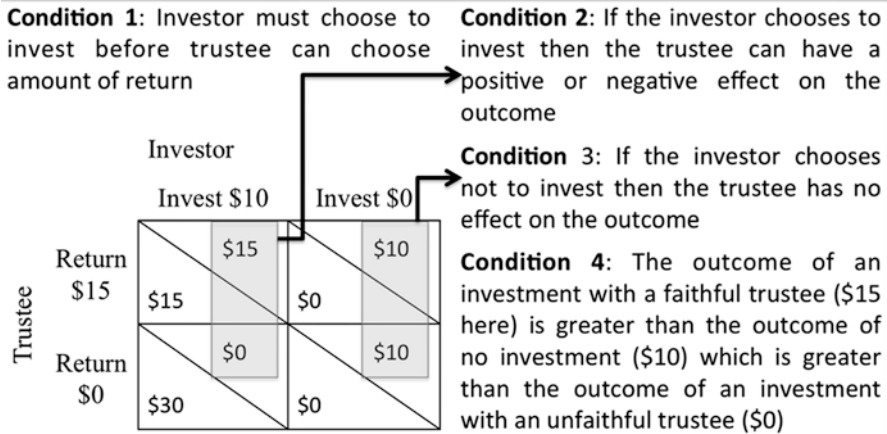 Condition 1: Investor must choose to
invest before trustee can choose
amount of return
Condition 2: If the investor chooses to
invest then the trustee can have a
positive or negative effect on the
outcome
Condition 3: If the investor chooses
not to invest then the trustee has no
effect on the outcome
Condition 4: The outcome of an
investment with a faithful trustee ($15
here) is greater than the outcome of
no investment ($10) which is greater
than the outcome of an investment
with an unfaithful trustee ($0)
Investor
Invest $10
Invest $0
Trustee
Return
$15
$15
$15
$10
$0
Return
$0
$0
$30
$10
$0